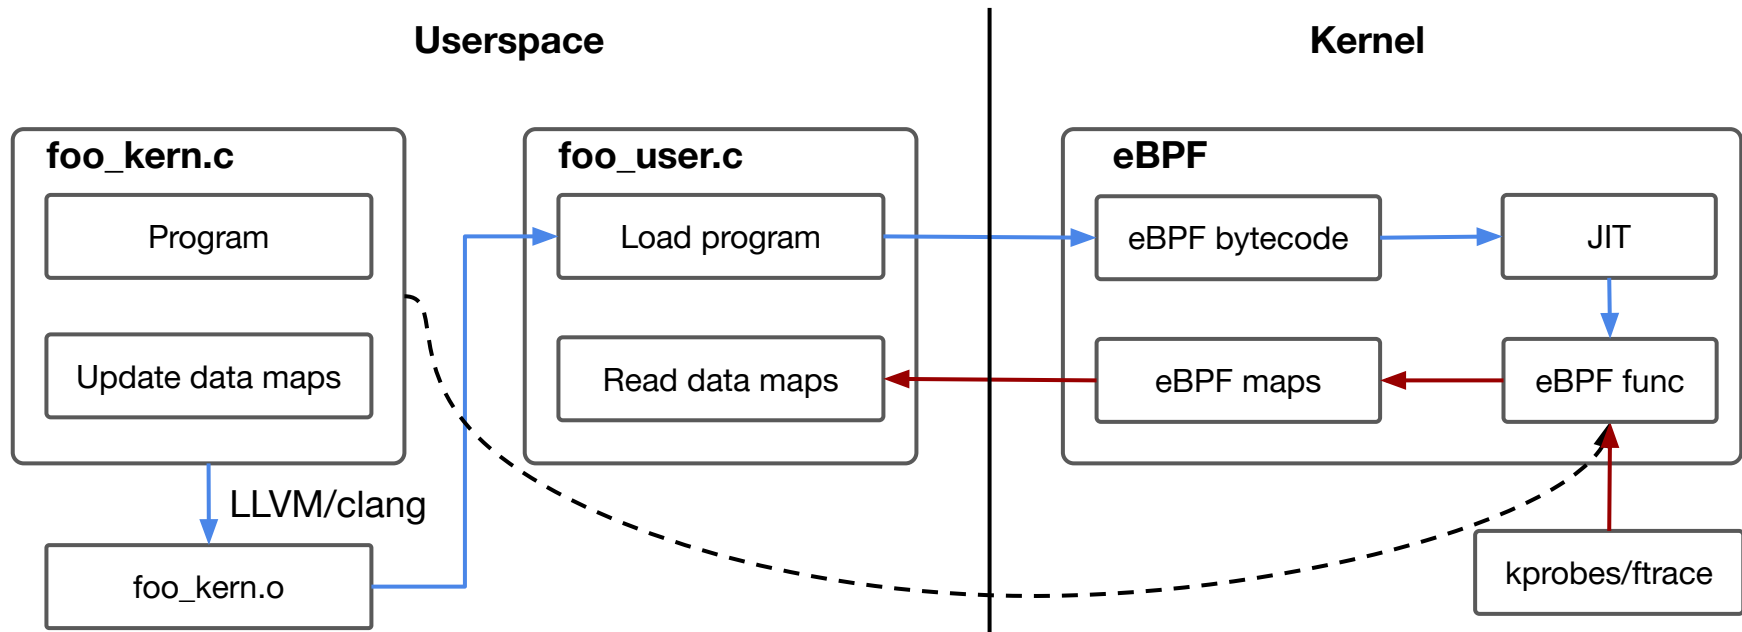 Userspace
Kernel
foo_kern.c
Program
Update data maps
LLVM/clang
foo_kern.o
foo_user.c
Load program
Read data maps
eBPF
eBPF bytecode
JIT
eBPF maps
eBPF func
kprobes/ftrace